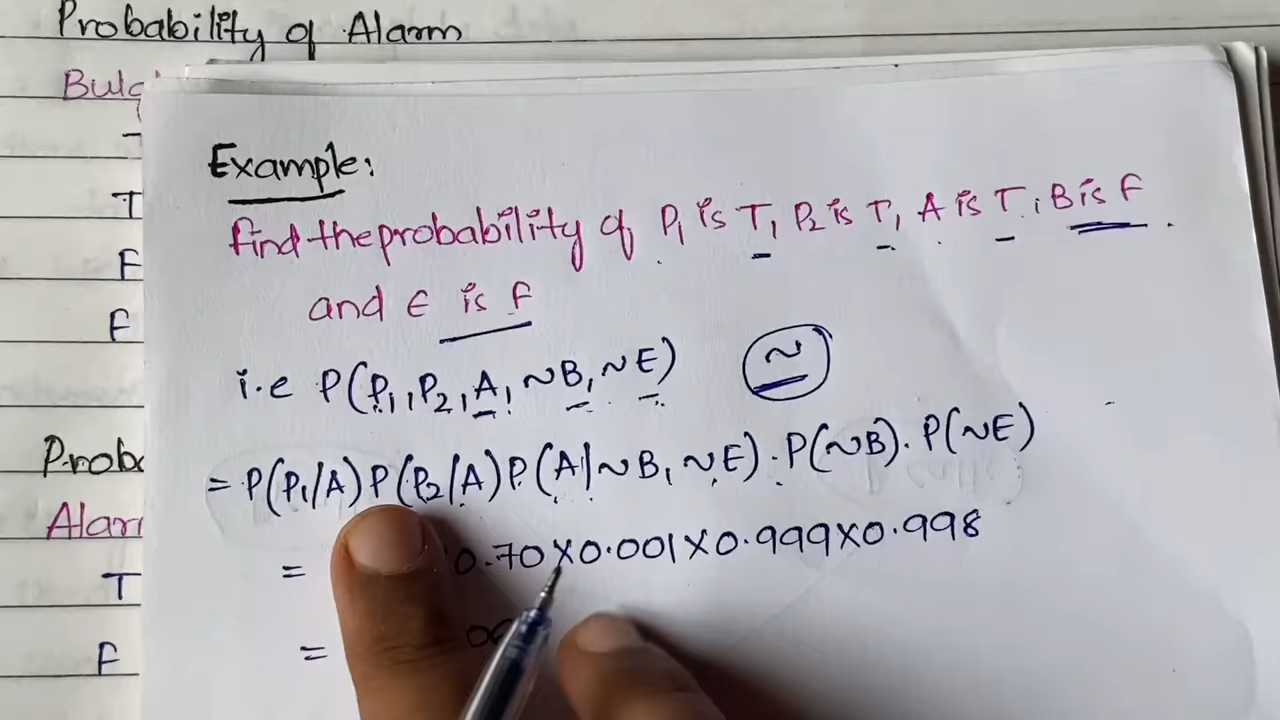 Probability of Alarm
Example:
find the probability of P₁ is T, P₂ is T, A is T, B is F
and E is F
i.e P(P₁, P₂, A, ~B, ~E) ~
= P(P₁/A) P(P₂/A) P(A|~B, ~E) · P(~B) · P(~E)
= 0.70 X 0.001 X 0.999 X 0.998
=
T
F
F
Alar
T
F